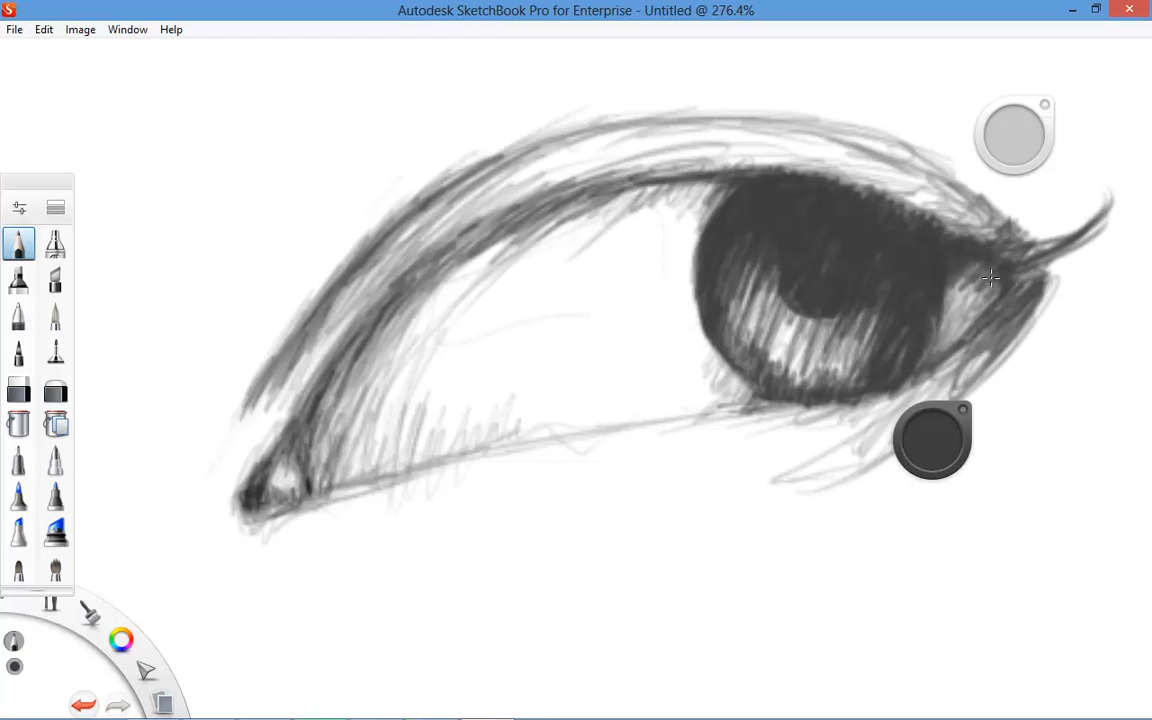 Autodesk SketchBook Pro for Enterprise - Untitled @ 276.4%
File Edit Image Window Help